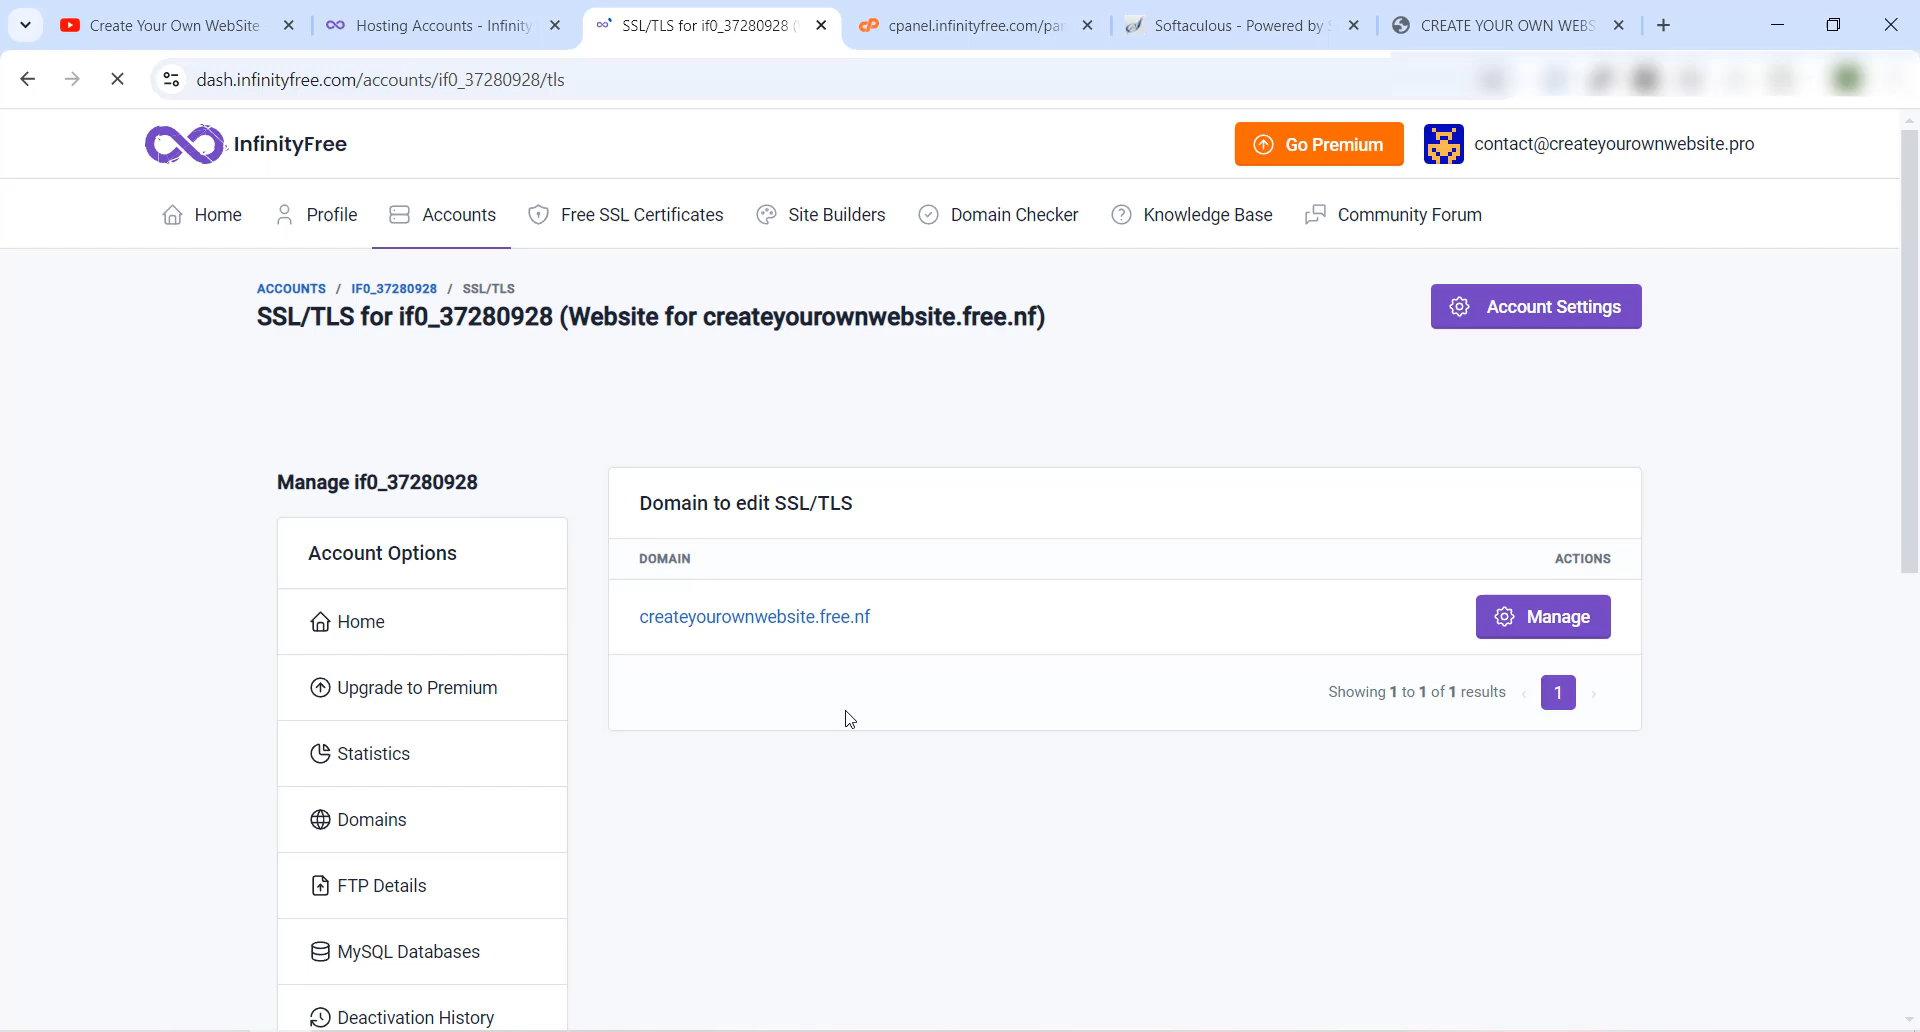 Create Your Own WebSite
Hosting Accounts - Infinity
SSL/TLS for if0_37280928 (
cpanel.infinityfree.com/pan
Softaculous - Powered by S
CREATE YOUR OWN WEBS
dash.infinityfree.com/accounts/if0_37280928/tls
InfinityFree
Go Premium
contact@createyourownwebsite.pro
Home
Profile
Accounts
Free SSL Certificates
Site Builders
Domain Checker
Knowledge Base
Community Forum
ACCOUNTS / IF0_37280928 / SSL/TLS
SSL/TLS for if0_37280928 (Website for createyourownwebsite.free.nf)
Account Settings
Manage if0_37280928
Account Options
Home
Upgrade to Premium
Statistics
Domains
FTP Details
MySQL Databases
Deactivation History
Domain to edit SSL/TLS
DOMAIN
ACTIONS
createyourownwebsite.free.nf
Manage
Showing 1 to 1 of 1 results ‹ 1 ›